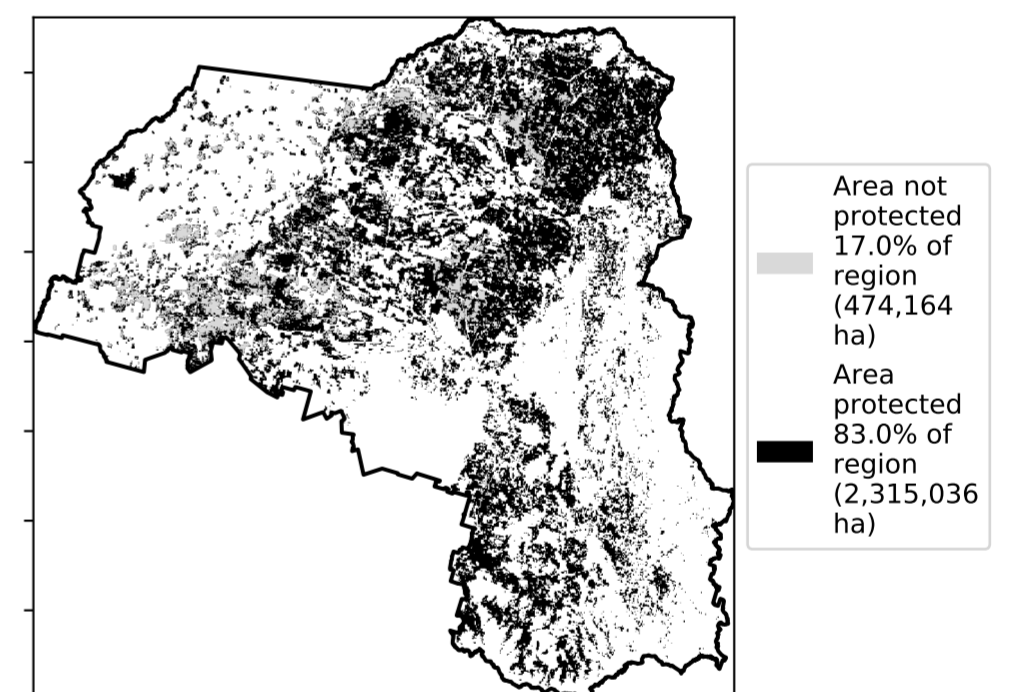 Area not
protected
17.0% of
region
(474,164
ha)
Area
protected
83.0% of
region
(2,315,036
ha)